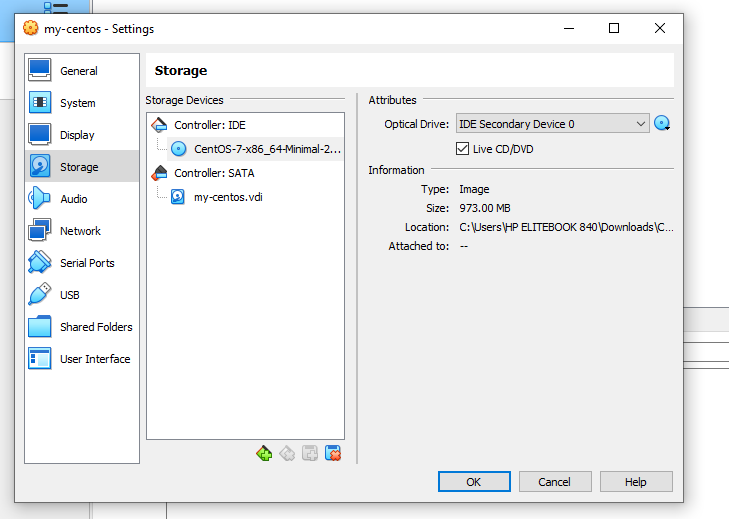 my-centos - Settings
General
System
Display
Storage
Audio
Network
Serial Ports
USB
Shared Folders
User Interface
Storage
Storage Devices
Controller: IDE
CentOS-7-x86_64-Minimal-2...
Controller: SATA
my-centos.vdi
Attributes
Optical Drive: IDE Secondary Device 0
Live CD/DVD
Information
Type: Image
Size: 973.00 MB
Location: C:\Users\HP ELITEBOOK 840\Downloads\C...
Attached to: --
OK Cancel Help